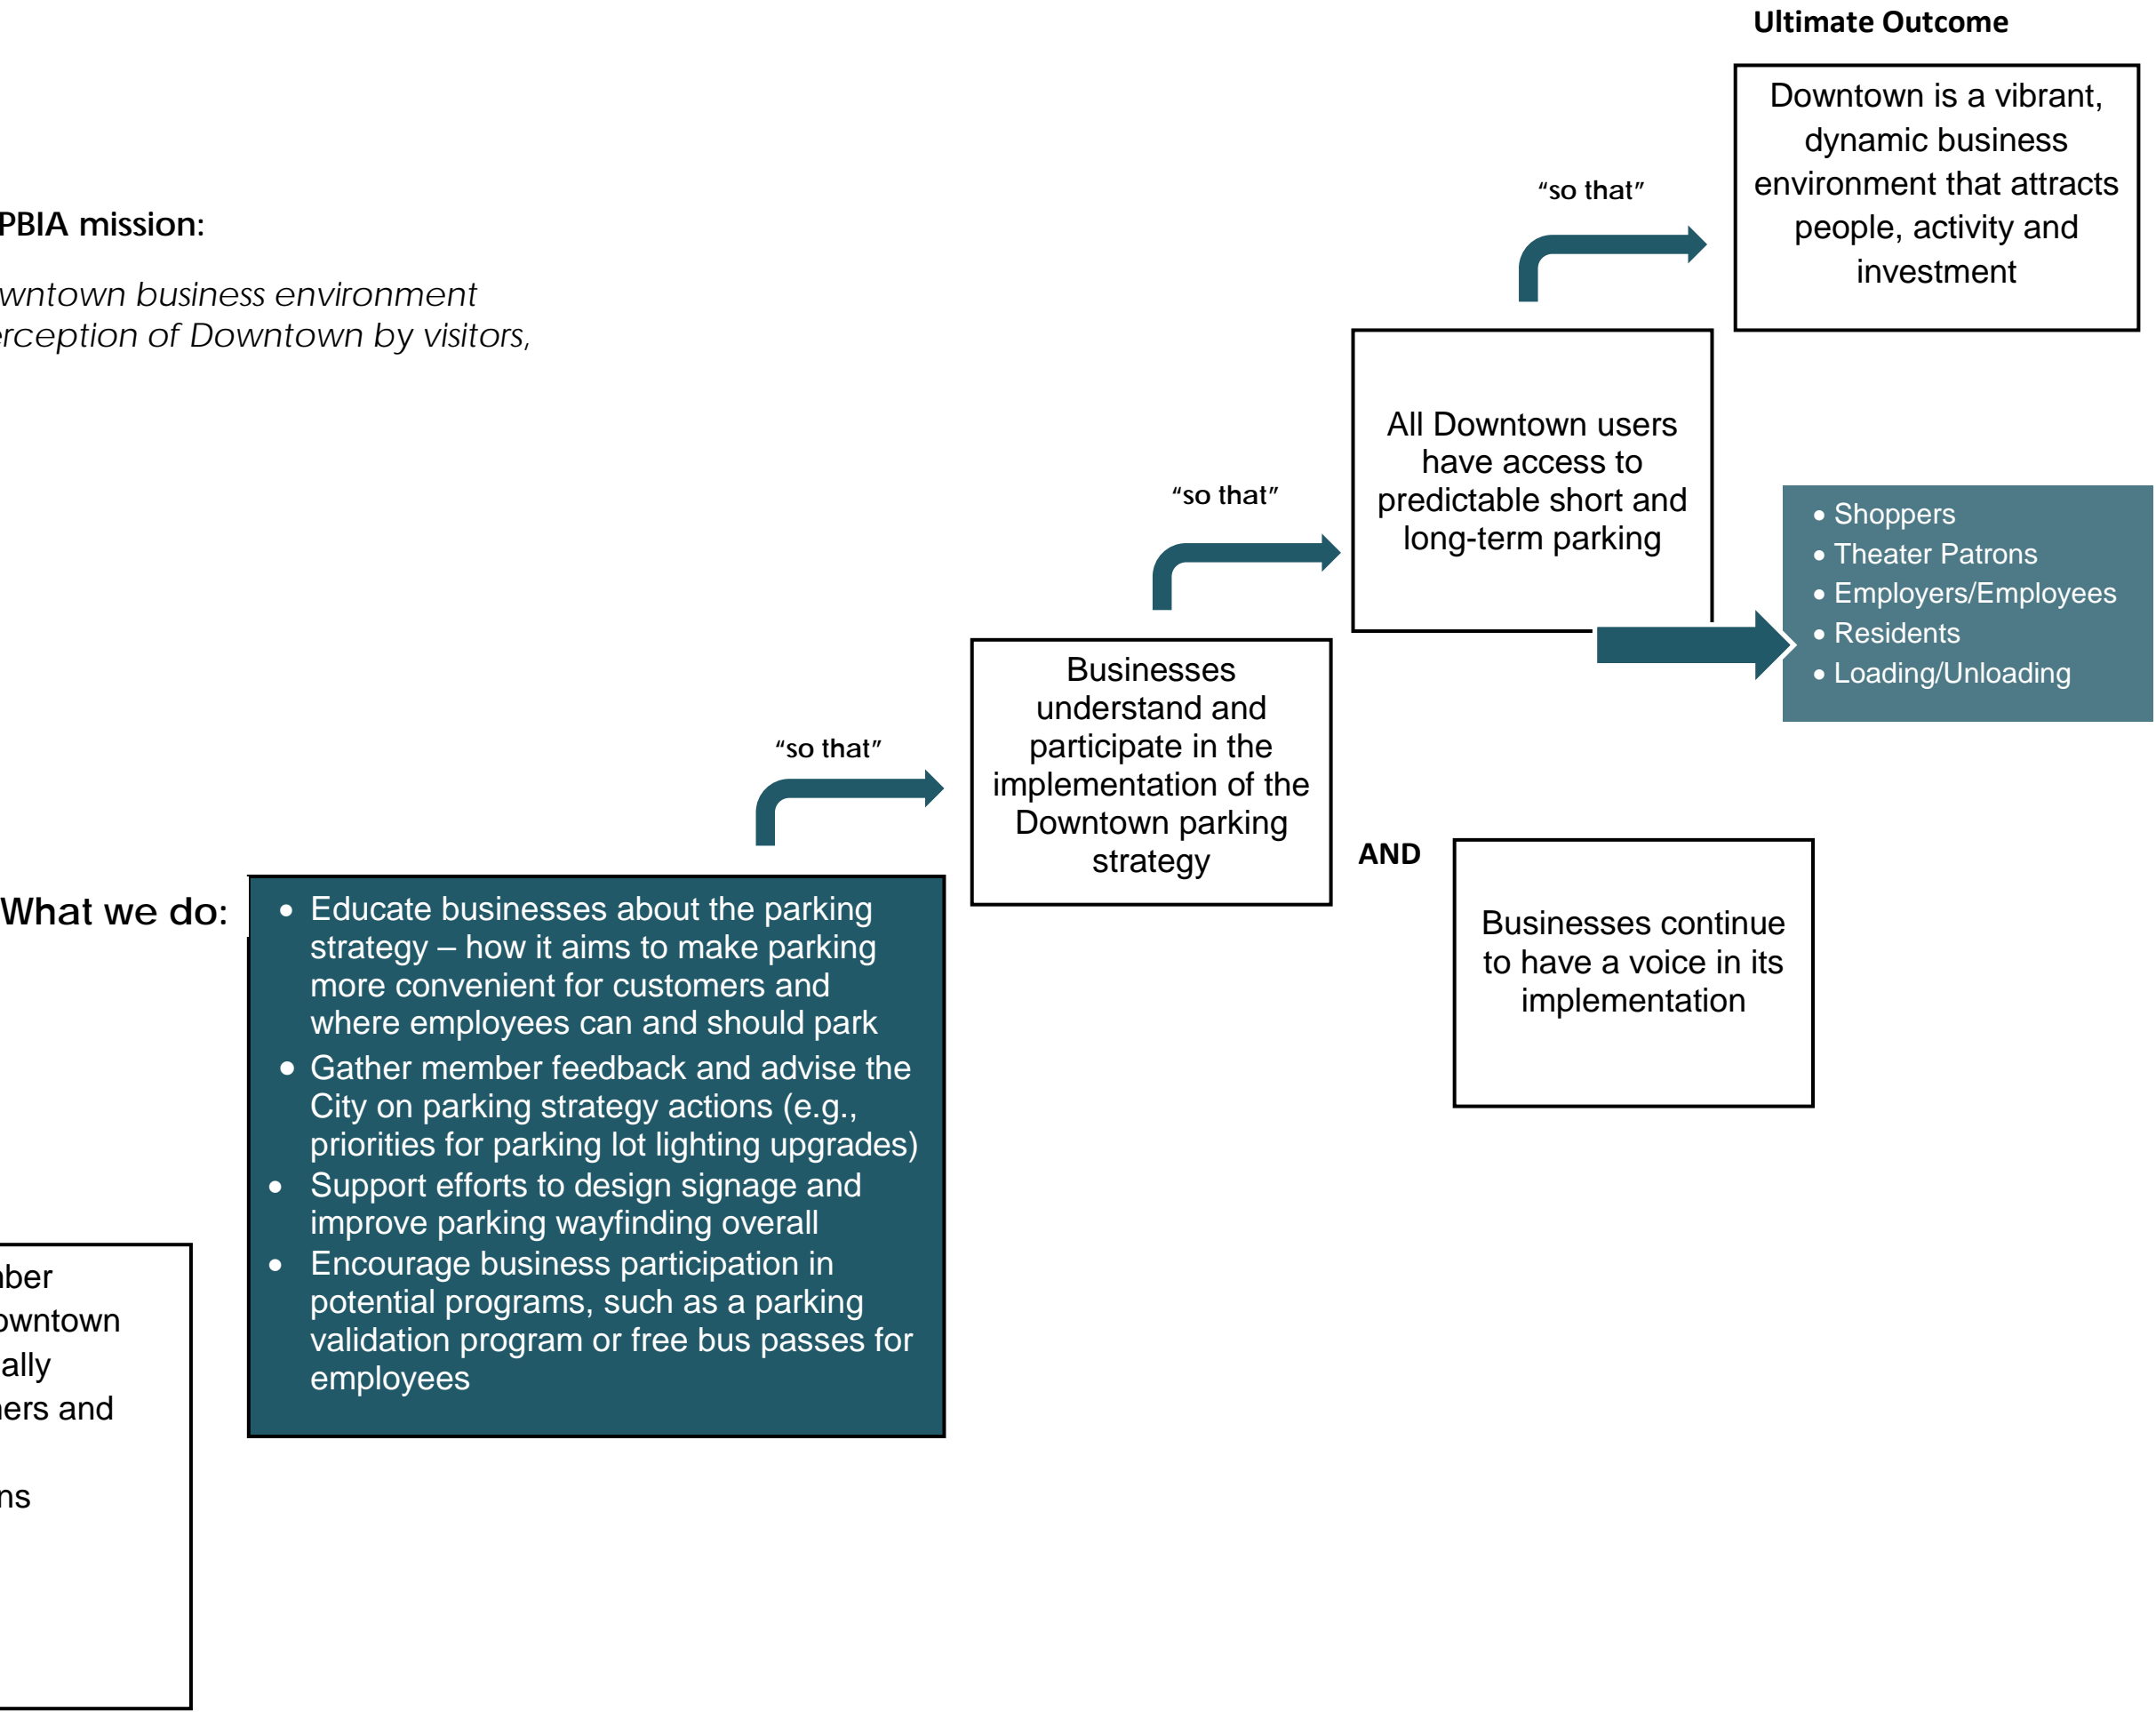 Ultimate Outcome
Downtown is a vibrant,
dynamic business
environment that attracts
people, activity and
investment
“so that”
PBIA mission:
wntown business environment
rception of Downtown by visitors,
All Downtown users
have access to
predictable short and
long-term parking
“so that”
• Shoppers
• Theater Patrons
• Employers/Employees
• Residents
• Loading/Unloading
Businesses
understand and
participate in the
implementation of the
Downtown parking
strategy
“so that”
AND
Businesses continue
to have a voice in its
implementation
What we do:
• Educate businesses about the parking
strategy – how it aims to make parking
more convenient for customers and
where employees can and should park
• Gather member feedback and advise the
City on parking strategy actions (e.g.,
priorities for parking lot lighting upgrades)
• Support efforts to design signage and
improve parking wayfinding overall
• Encourage business participation in
potential programs, such as a parking
validation program or free bus passes for
employees
ber
owntown
ally
ers and
ns